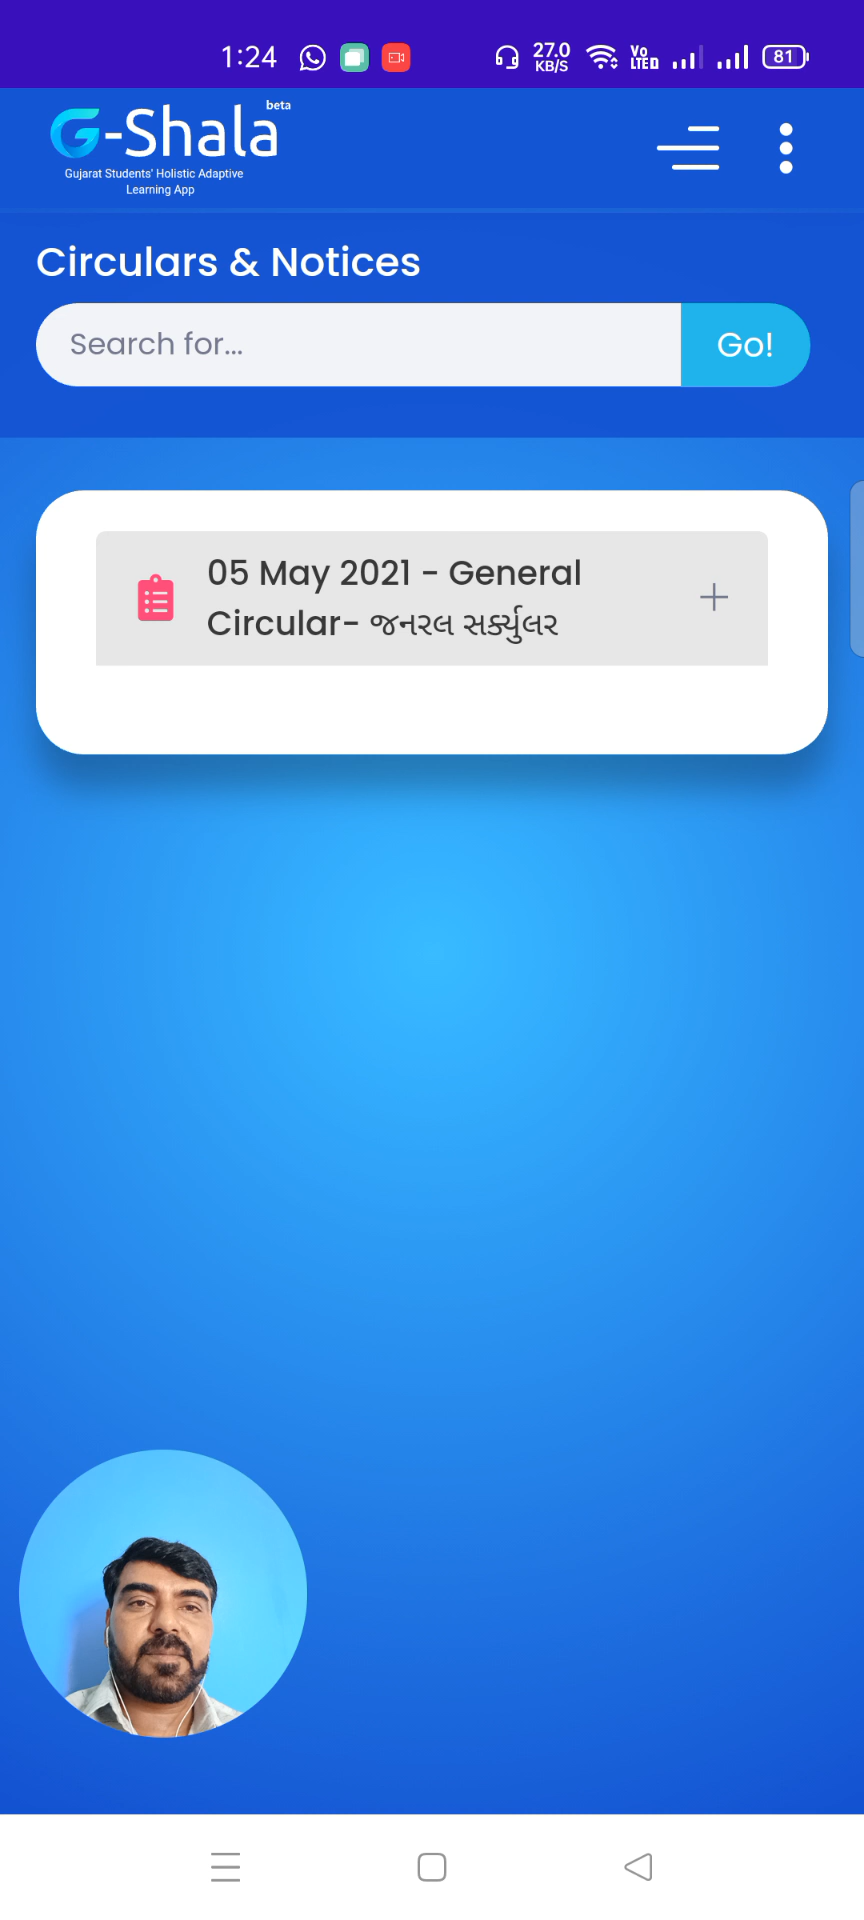 1:24 27.0 KB/S Vo LTE 81
G-Shala beta
Gujarat Students' Holistic Adaptive
Learning App
Circulars & Notices
Search for... Go!
05 May 2021 - General
Circular- જનરલ સર્ક્યુલર